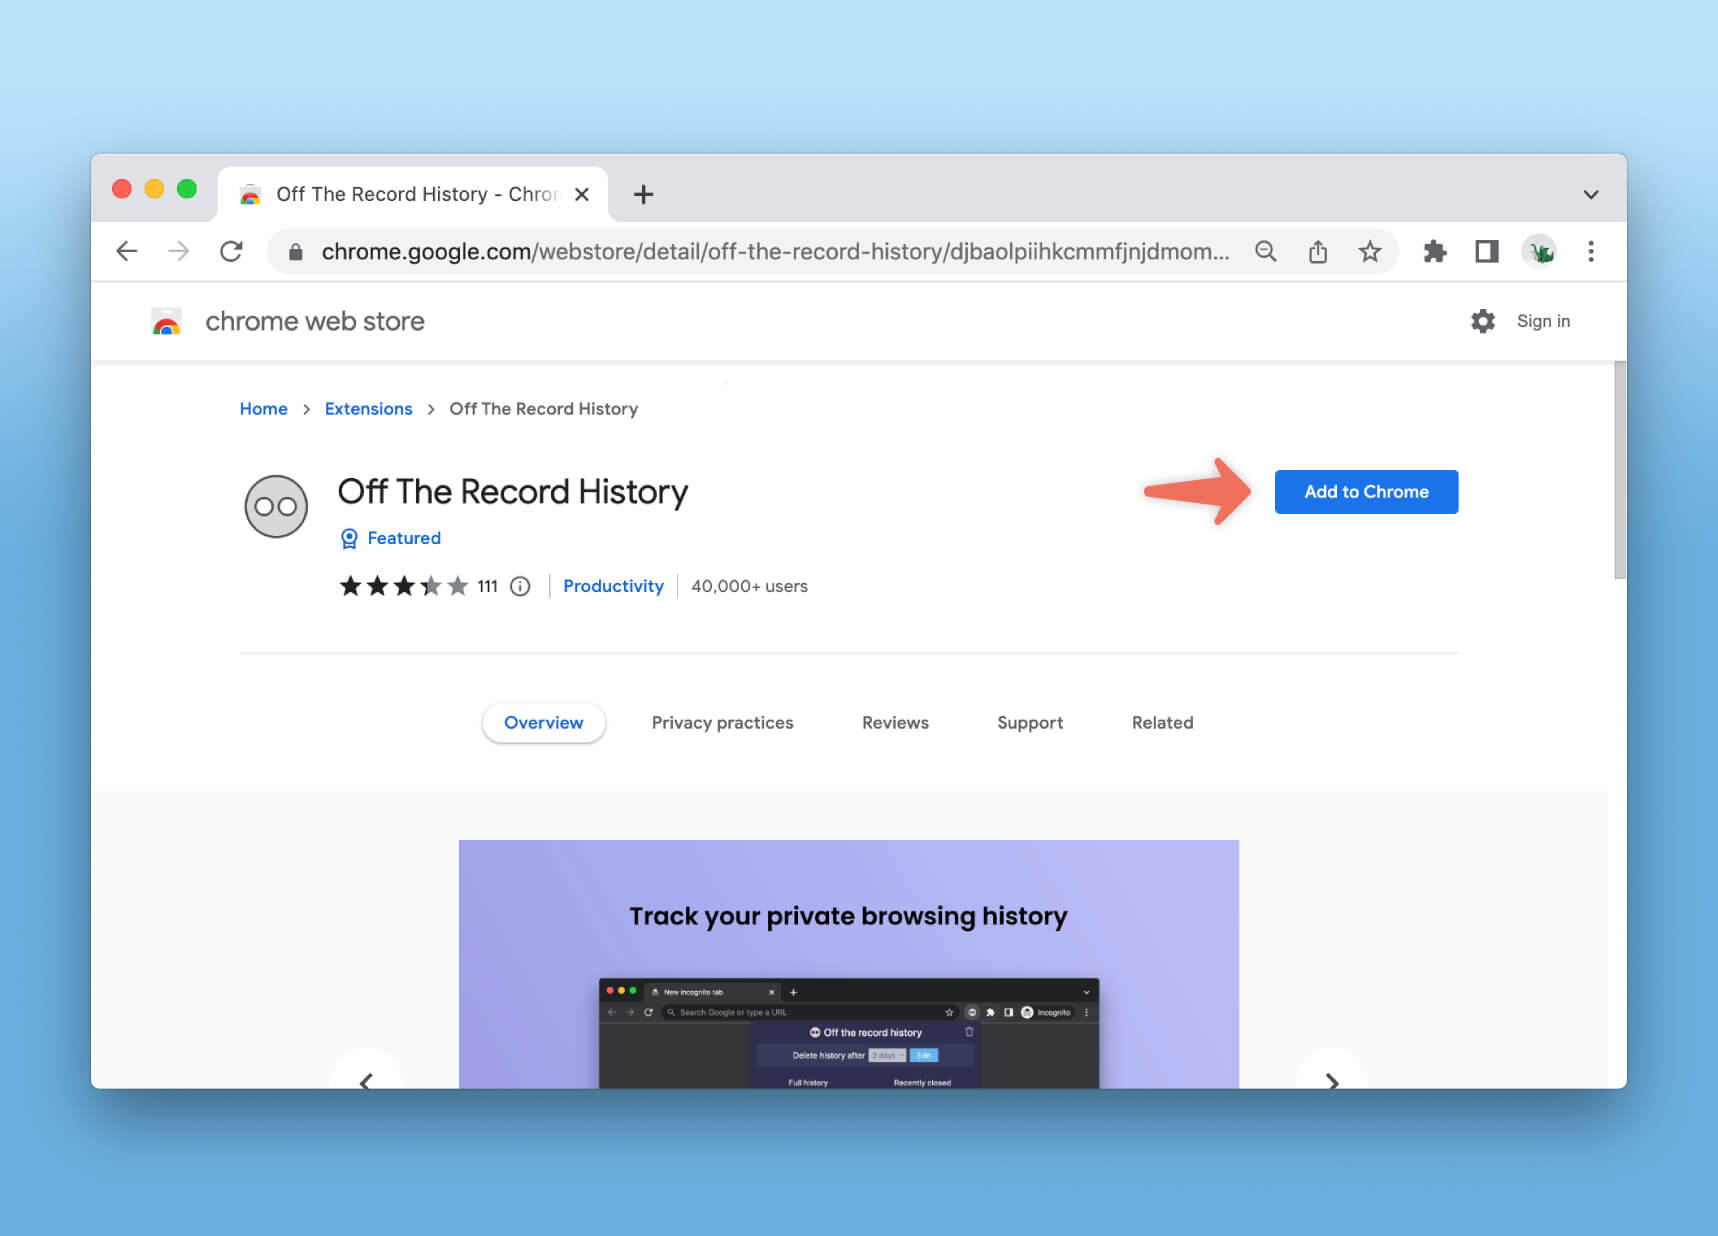 Off The Record History - Chron
chrome.google.com/webstore/detail/off-the-record-history/djbaolpiihkcmmfjnjdmom...
chrome web store
Sign in
Home > Extensions > Off The Record History
Off The Record History
Add to Chrome
Featured
111
Productivity
40,000+ users
Overview
Privacy practices
Reviews
Support
Related
Track your private browsing history
New incognito tab
Search Google or type a URL
Incognito
Off the record history
Delete history after 2 days Edit
Full history
Recently closed